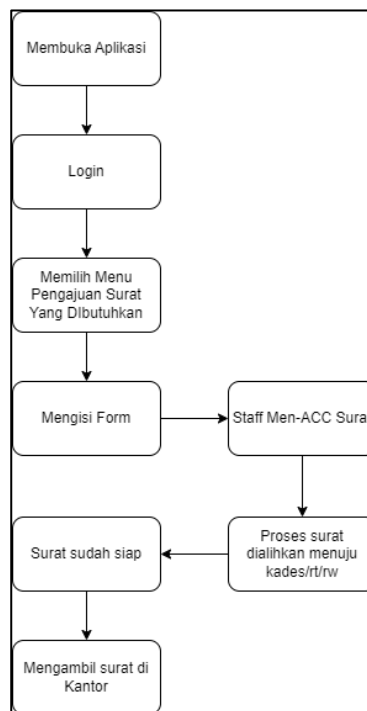 Membuka Aplikasi
Login
Memilih Menu
Pengajuan Surat
Yang DIbutuhkan
Mengisi Form
Staff Men-ACC Sura
Proses surat
dialihkan menuju
kades/rt/rw
Surat sudah siap
Mengambil surat di
Kantor